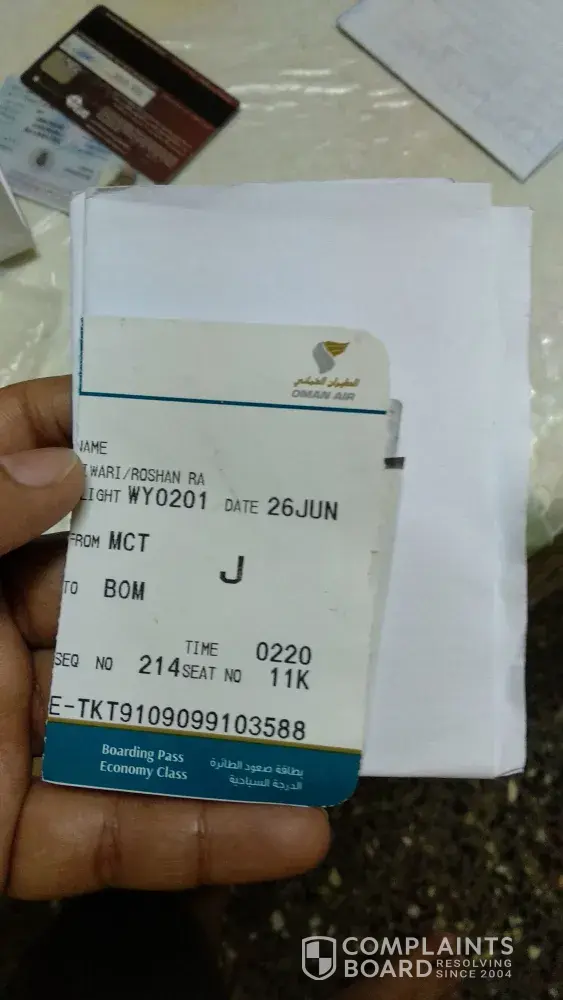 الطيران العماني
OMAN AIR
NAME
IWARI/ROSHAN RA
LIGHT WY0201 DATE 26JUN
FROM MCT
J
TO BOM
TIME 0220
SEQ NO 214 SEAT NO 11K
E-TKT9109099103588
Boarding Pass بطاقة صعود الطائرة
Economy Class الدرجة السياحية
COMPLAINTS
BOARD RESOLVING
SINCE 2004